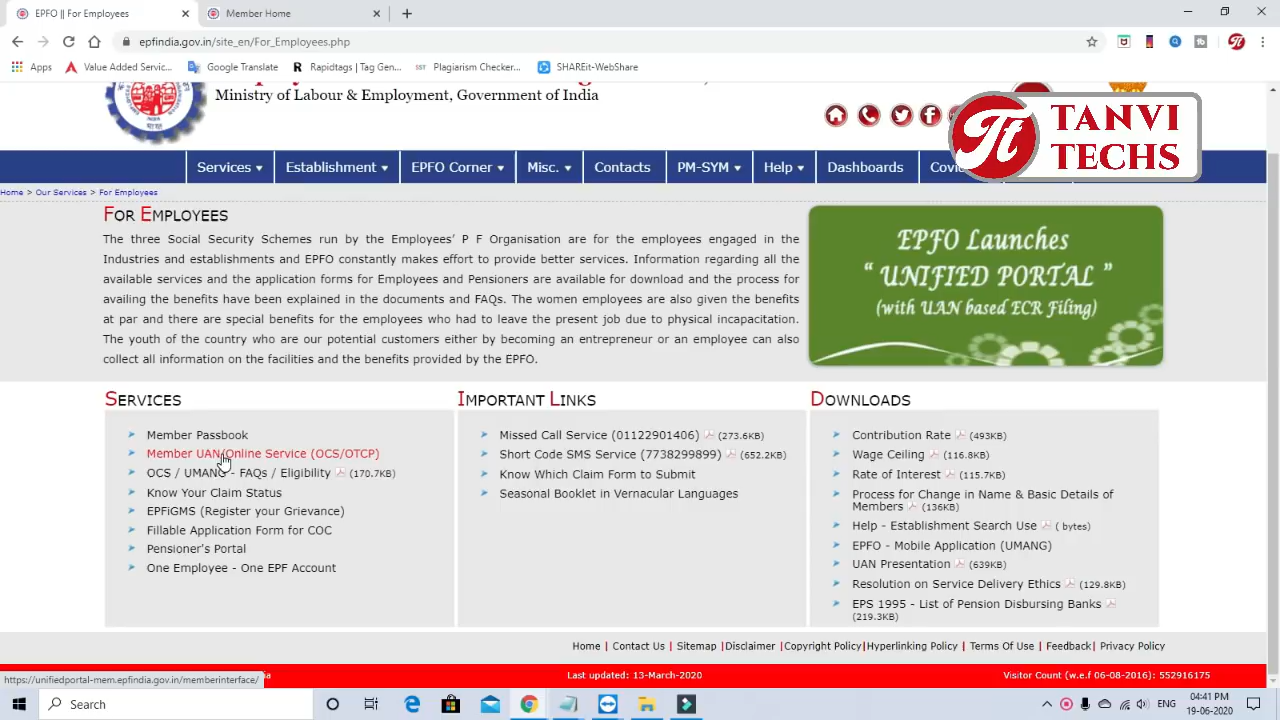 EPFO || For Employees
Member Home
epfindia.gov.in/site_en/For_Employees.php
Apps
Value Added Servic...
Google Translate
Rapidtags | Tag Gen...
SST
Plagiarism Checker...
SHAREit-WebShare
Ministry of Labour & Employment, Government of India
TANVI
TECHS
Tt
Services
Establishment
EPFO Corner
Misc.
Contacts
PM-SYM
Help
Dashboards
Home > Our Services > For Employees
FOR EMPLOYEES
The three Social Security Schemes run by the Employees' P F Organisation are for the employees engaged in the
Industries and establishments and EPFO constantly makes effort to provide better services. Information regarding all the
available services and the application forms for Employees and Pensioners are available for download and the process for
availing the benefits have been explained in the documents and FAQs. The women employees are also given the benefits
at par and there are special benefits for the employees who had to leave the present job due to physical incapacitation.
The youth of the country who are our potential customers either by becoming an entrepreneur or an employee can also
collect all information on the facilities and the benefits provided by the EPFO.
EPFO Launches
" UNIFIED PORTAL "
(with UAN based ECR Filing)
SERVICES
Member Passbook
Member UAN/Online Service (OCS/OTCP)
OCS / UMANG - FAQs / Eligibility (170.7KB)
Know Your Claim Status
EPFiGMS (Register your Grievance)
Fillable Application Form for COC
Pensioner's Portal
One Employee - One EPF Account
IMPORTANT LINKS
Missed Call Service (01122901406) (273.6KB)
Short Code SMS Service (7738299899) (652.2KB)
Know Which Claim Form to Submit
Seasonal Booklet in Vernacular Languages
DOWNLOADS
Contribution Rate (493KB)
Wage Ceiling (116.8KB)
Rate of Interest (115.7KB)
Process for Change in Name & Basic Details of
Members (136KB)
Help - Establishment Search Use ( bytes)
EPFO - Mobile Application (UMANG)
UAN Presentation (639KB)
Resolution on Service Delivery Ethics (129.8KB)
EPS 1995 - List of Pension Disbursing Banks
(219.3KB)
Home | Contact Us | Sitemap |Disclaimer |Copyright Policy|Hyperlinking Policy | Terms Of Use | Feedback| Privacy Policy
Last updated: 13-March-2020
Visitor Count (w.e.f 06-08-2016): 552916175
https://unifiedportal-mem.epfindia.gov.in/memberinterface/
Search
04:41 PM
19-06-2020